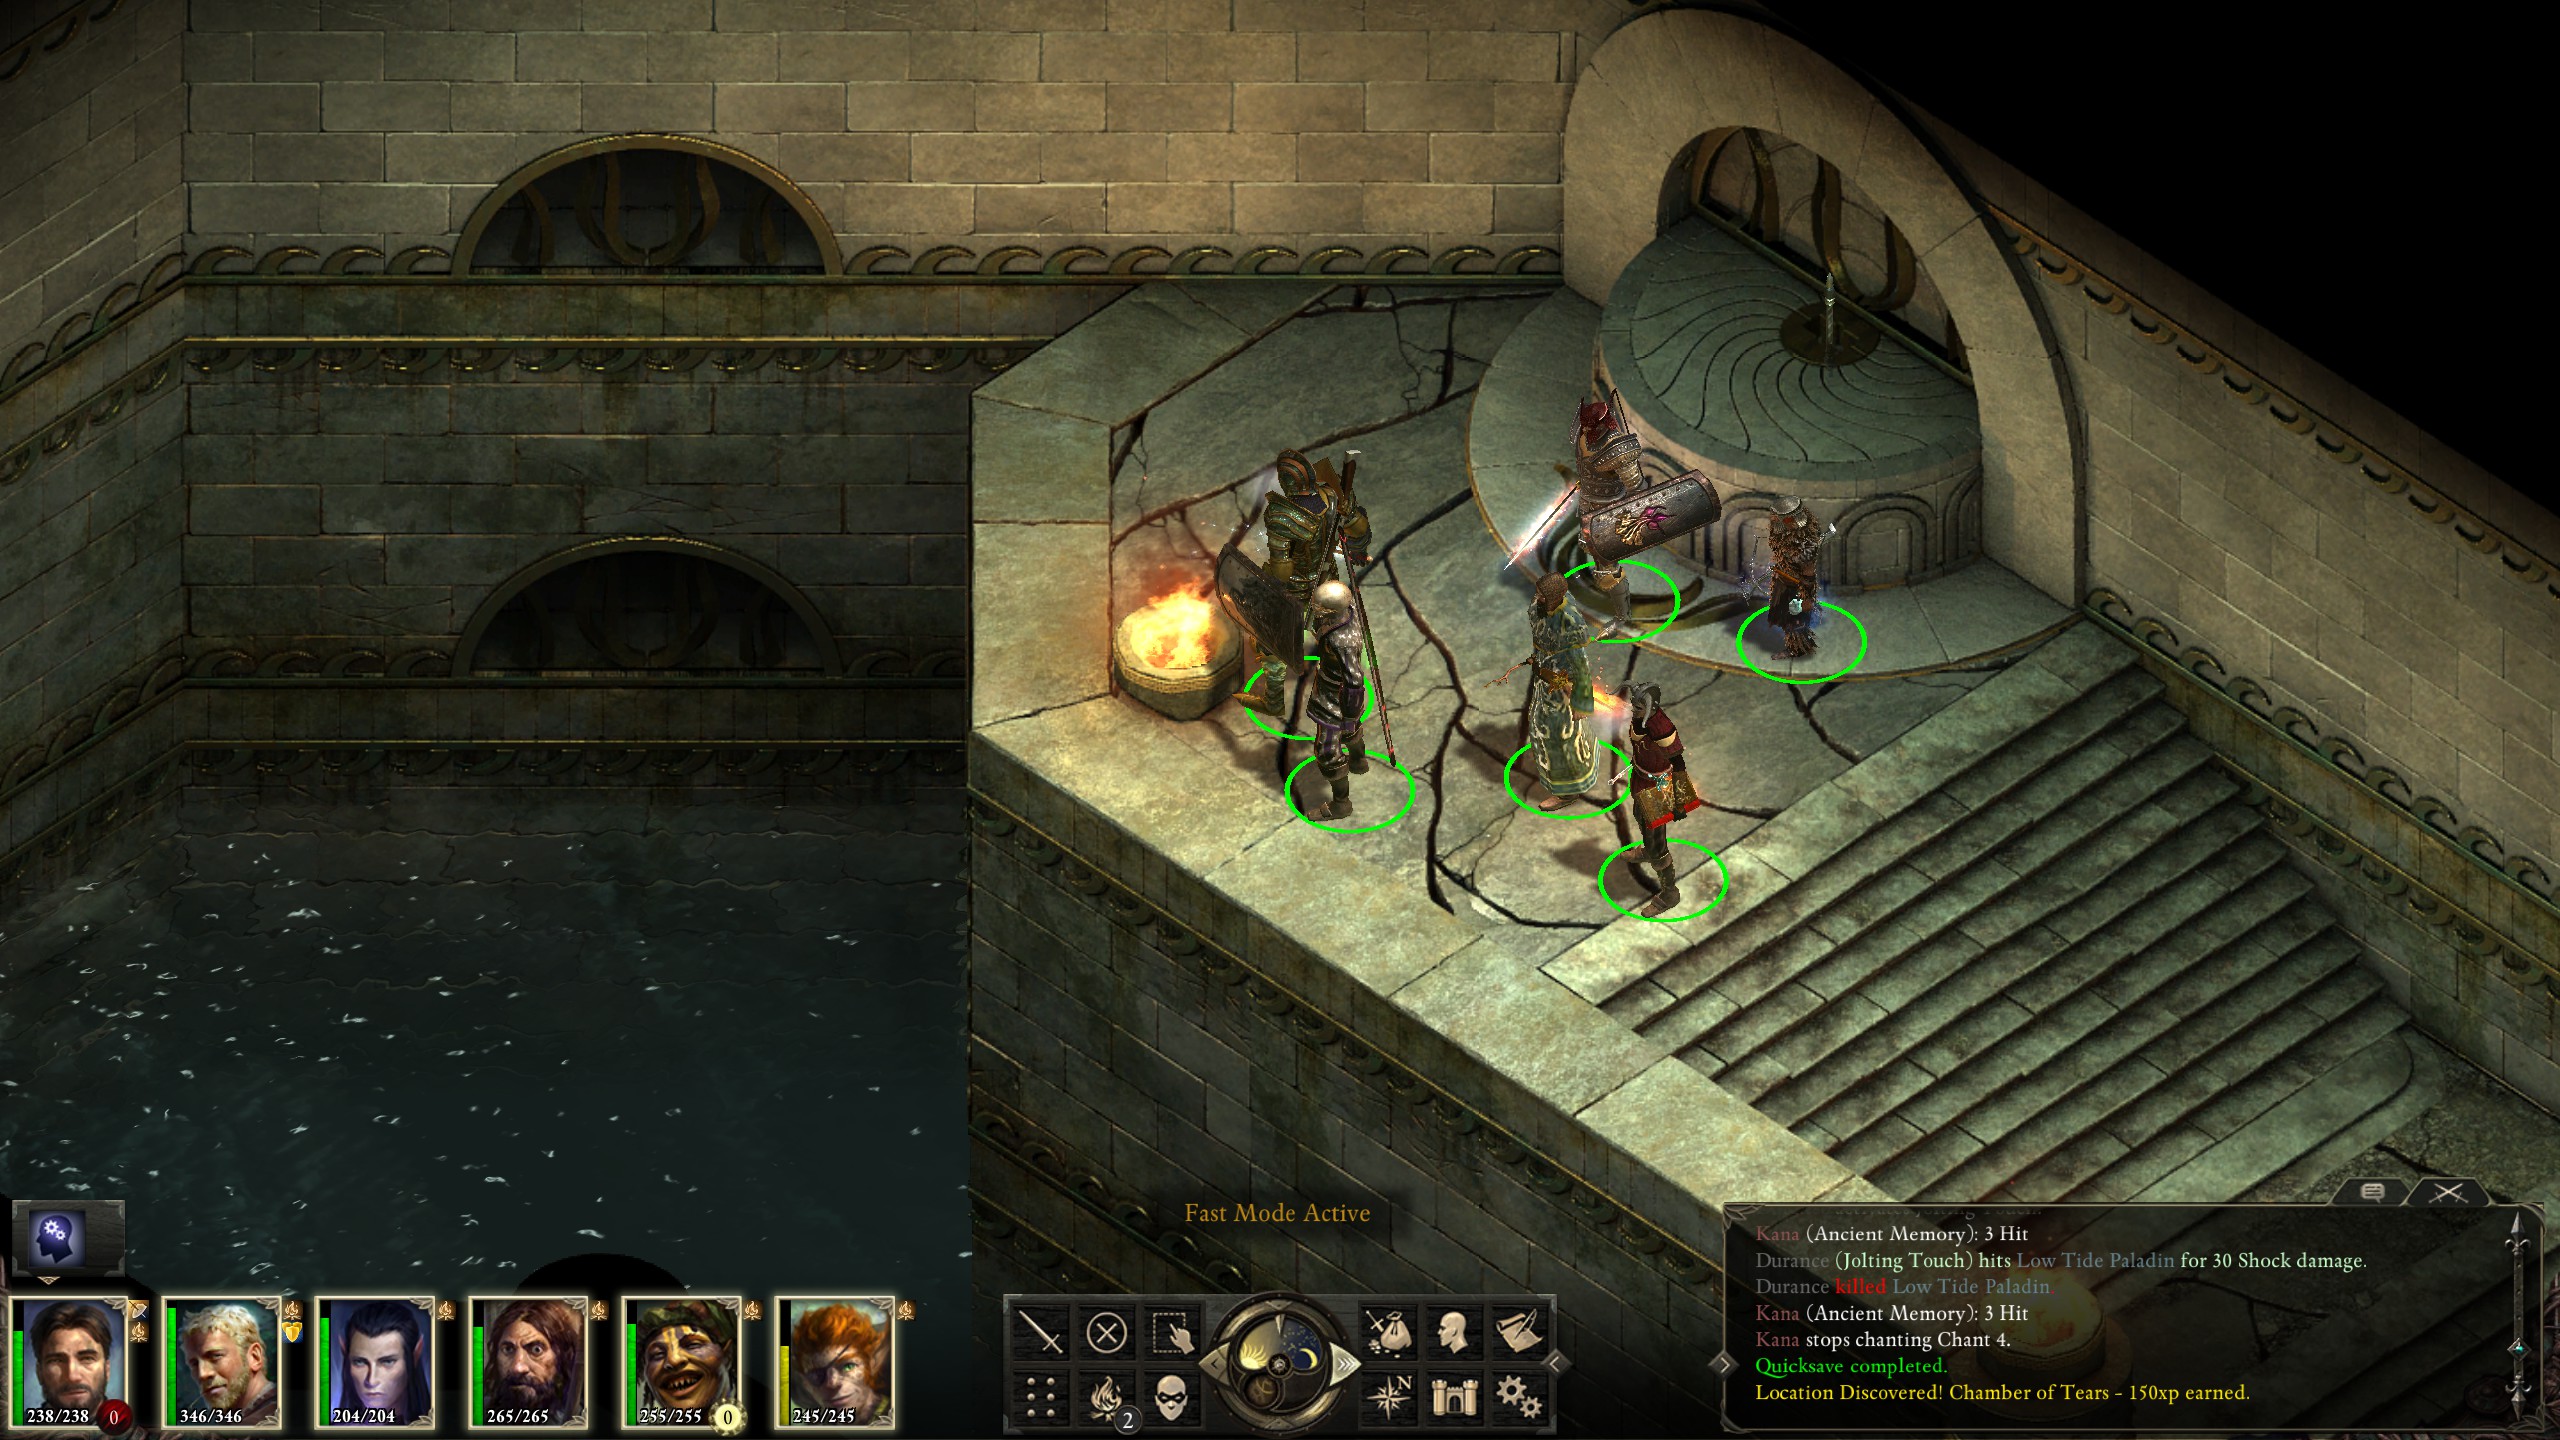 Fast Mode Active
Kana (Ancient Memory): 3 Hit
Durance (Jolting Touch) hits Low Tide Paladin for 30 Shock damage.
Durance killed Low Tide Paladin.
Kana (Ancient Memory): 3 Hit
Kana stops chanting Chant 4.
Quicksave completed.
Location Discovered! Chamber of Tears - 150xp earned.
238/238 0
346/346
204/204
265/265
255/255 0
245/245
2
N